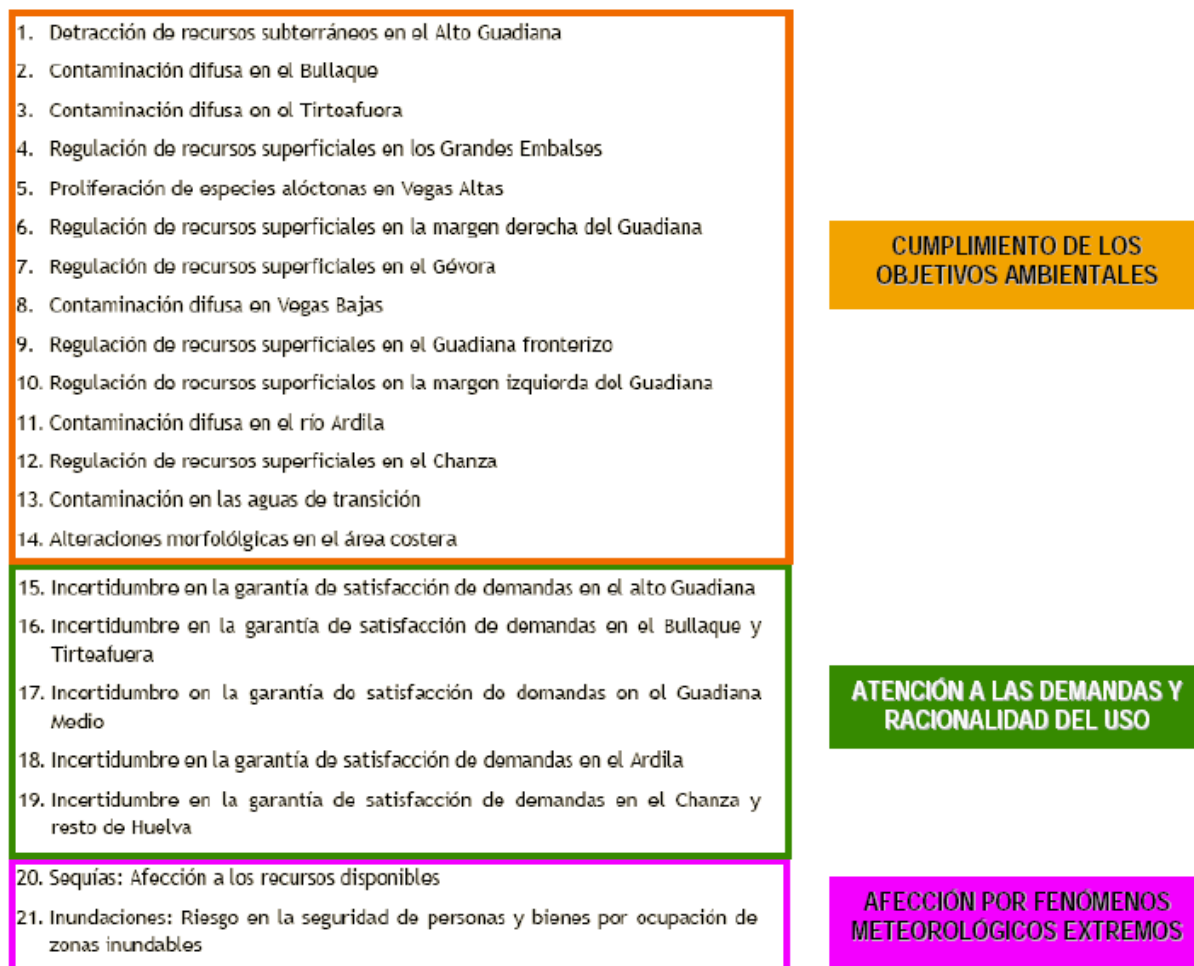 1. Detracción de recursos subterráneos en el Alto Guadiana
2. Contaminación difusa en el Bullaque
3. Contaminación difusa en el Tirteafuera
4. Regulación de recursos superficiales en los Grandes Embalses
5. Proliferación de especies alóctonas en Vegas Altas
6. Regulación de recursos superficiales en la margen derecha del Guadiana
7. Regulación de recursos superficiales en el Gévora
8. Contaminación difusa en Vegas Bajas
9. Regulación de recursos superficiales en el Guadiana fronterizo
10. Regulación de recursos superficiales en la margen izquierda del Guadiana
11. Contaminación difusa en el río Ardila
12. Regulación de recursos superficiales en el Chanza
13. Contaminación en las aguas de transición
14. Alteraciones morfolólgicas en el área costera
CUMPLIMIENTO DE LOS
OBJETIVOS AMBIENTALES
15. Incertidumbre en la garantía de satisfacción de demandas en el alto Guadiana
16. Incertidumbre en la garantía de satisfacción de demandas en el Bullaque y
Tirteafuera
17. Incertidumbre en la garantía de satisfacción de demandas en el Guadiana
Medio
18. Incertidumbre en la garantía de satisfacción de demandas en el Ardila
19. Incertidumbre en la garantía de satisfacción de demandas en el Chanza y
resto de Huelva
ATENCIÓN A LAS DEMANDAS Y
RACIONALIDAD DEL USO
20. Sequías: Afección a los recursos disponibles
21. Inundaciones: Riesgo en la seguridad de personas y bienes por ocupación de
zonas inundables
AFECCIÓN POR FENÓMENOS
METEOROLÓGICOS EXTREMOS